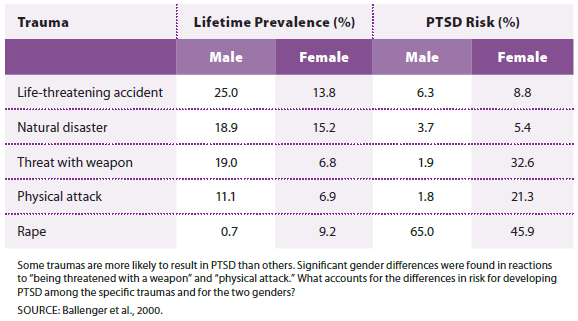 Trauma Lifetime Prevalence (%) PTSD Risk (%)
Male Female Male Female
Life-threatening accident 25.0 13.8 6.3 8.8
Natural disaster 18.9 15.2 3.7 5.4
Threat with weapon 19.0 6.8 1.9 32.6
Physical attack 11.1 6.9 1.8 21.3
Rape 0.7 9.2 65.0 45.9
Some traumas are more likely to result in PTSD than others. Significant gender differences were found in reactions
to “being threatened with a weapon” and “physical attack.” What accounts for the differences in risk for developing
PTSD among the specific traumas and for the two genders?
SOURCE: Ballenger et al., 2000.